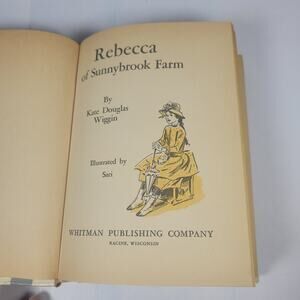 Rebecca
of Sunnybrook Farm
By
Kate Douglas
Wiggin
Illustrated by
Sari
WHITMAN PUBLISHING COMPANY
RACINE, WISCONSIN